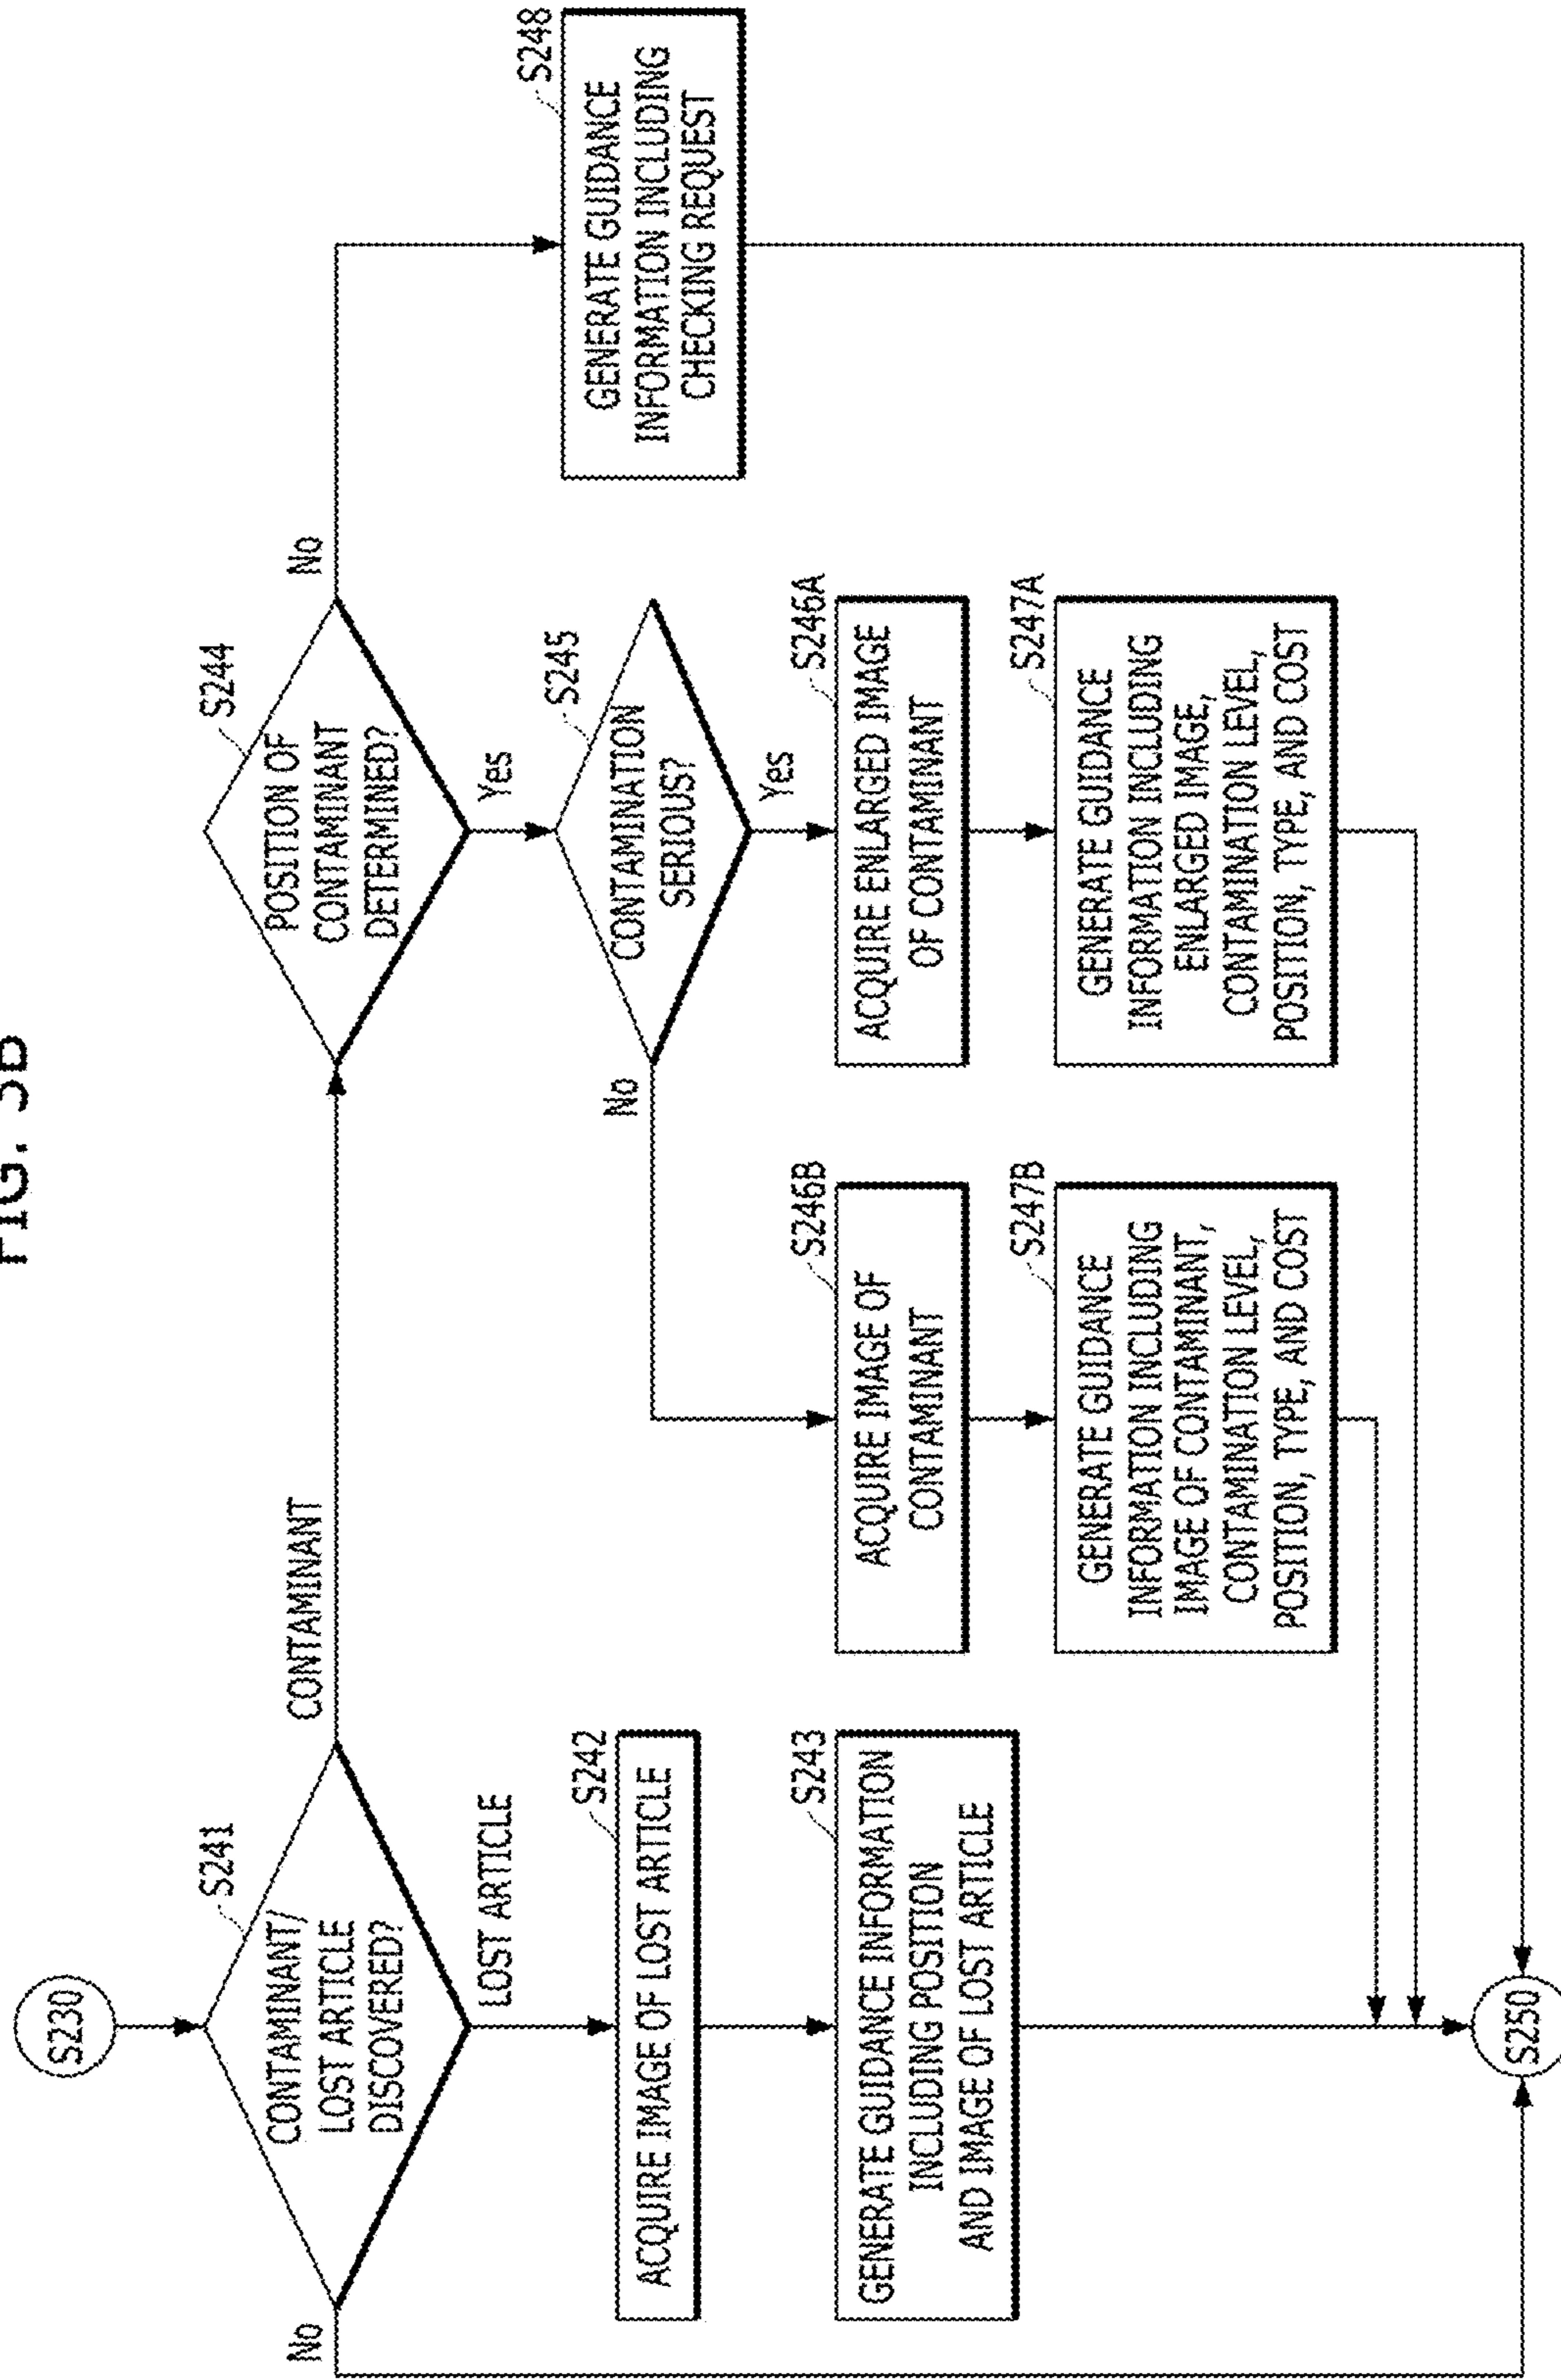 FIG. 3B
S230
S241
CONTAMINANT/
LOST ARTICLE
DISCOVERED?
No
CONTAMINANT
LOST ARTICLE
S242
ACQUIRE IMAGE OF LOST ARTICLE
S243
GENERATE GUIDANCE INFORMATION
INCLUDING POSITION
AND IMAGE OF LOST ARTICLE
S244
POSITION OF
CONTAMINANT
DETERMINED?
No
Yes
S245
CONTAMINATION
SERIOUS?
No
Yes
S246B
ACQUIRE IMAGE OF
CONTAMINANT
S246A
ACQUIRE ENLARGED IMAGE
OF CONTAMINANT
S247B
GENERATE GUIDANCE
INFORMATION INCLUDING
IMAGE OF CONTAMINANT,
CONTAMINATION LEVEL,
POSITION, TYPE, AND COST
S247A
GENERATE GUIDANCE
INFORMATION INCLUDING
ENLARGED IMAGE,
CONTAMINATION LEVEL,
POSITION, TYPE, AND COST
S248
GENERATE GUIDANCE
INFORMATION INCLUDING
CHECKING REQUEST
S250